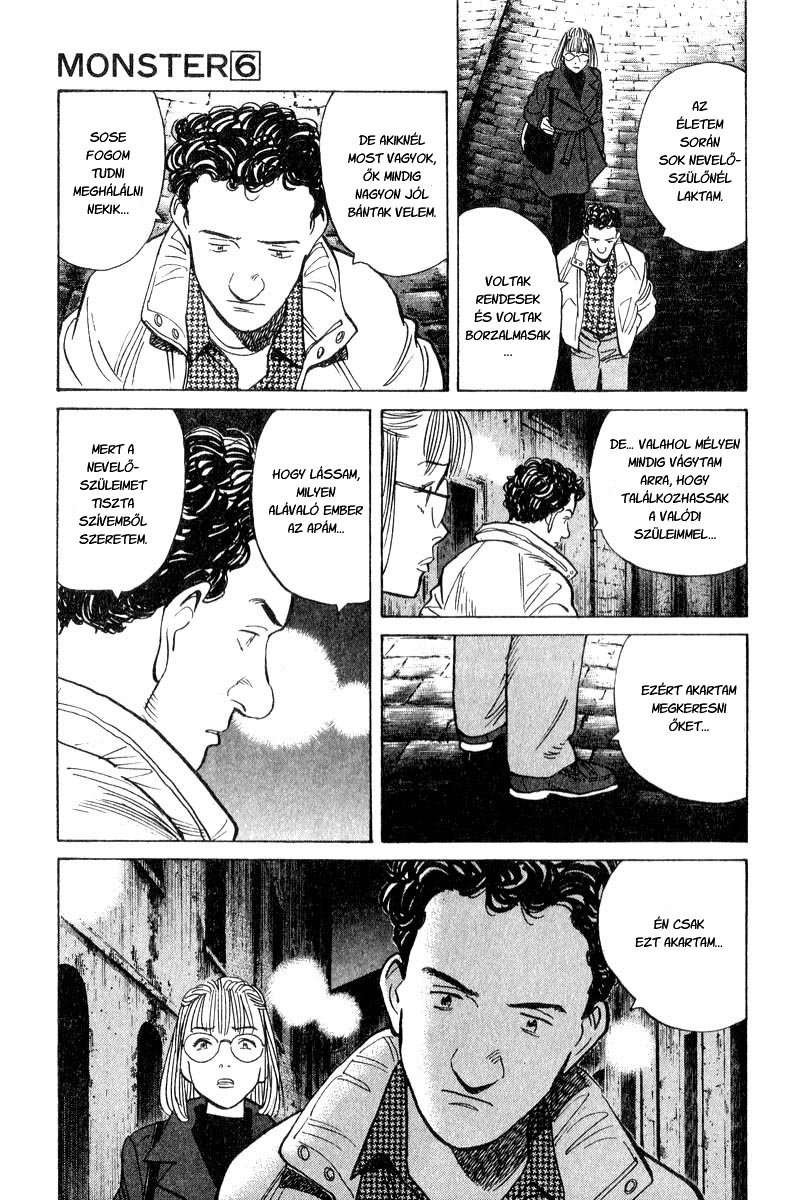 MONSTER 6
AZ
ÉLETEM
SORÁN
SOK NEVELŐ-
SZÜLŐNÉL
LAKTAM.
VOLTAK
RENDESEK
ÉS VOLTAK
BORZALMASAK
...
DE AKIKNÉL
MOST VAGYOK,
ŐK MINDIG
NAGYON JÓL
BÁNTAK VELEM.
SOSE
FOGOM
TUDNI
MEGHÁLÁLNI
NEKIK...
DE... VALAHOL MÉLYEN
MINDIG VÁGYTAM
ARRA, HOGY
TALÁLKOZHASSAK
A VALÓDI
SZÜLEIMMEL...
EZÉRT AKARTAM
MEGKERESNI
ŐKET...
HOGY LÁSSAM,
MILYEN
ALÁVALÓ EMBER
AZ APÁM...
MERT A
NEVELŐ-
SZÜLEIMET
TISZTA
SZÍVEMBŐL
SZERETEM.
ÉN CSAK
EZT AKARTAM...